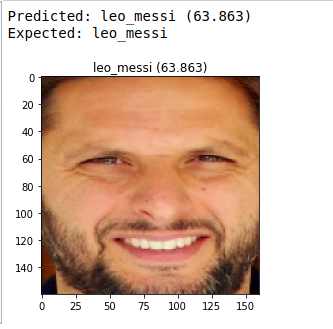 Predicted: leo_messi (63.863)
Expected: leo_messi
leo_messi (63.863)
0
20
40
60
80
100
120
140
0 25 50 75 100 125 150